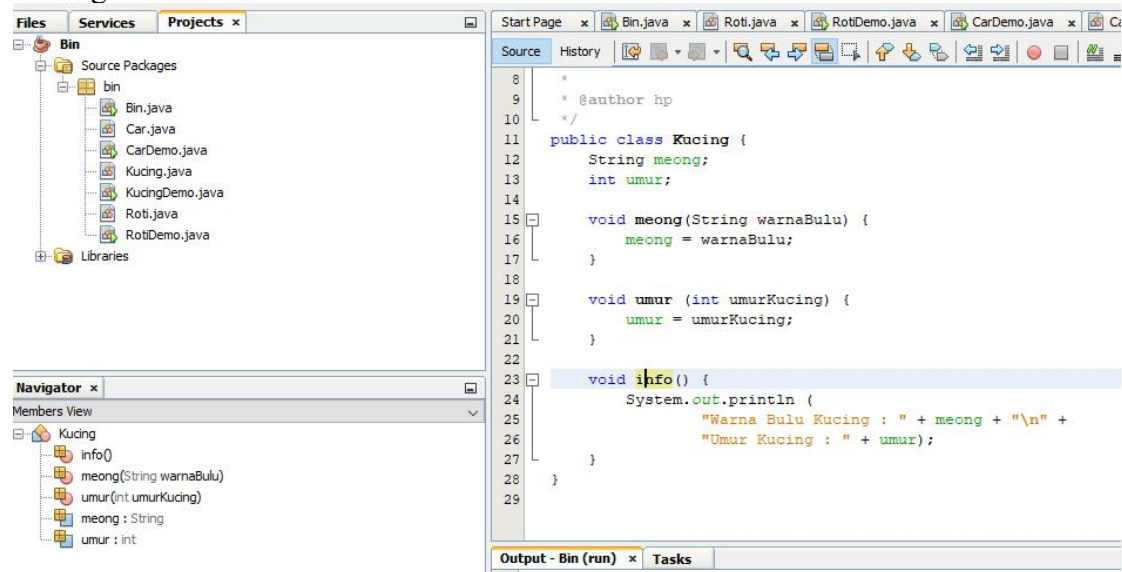 Files Services Projects ×
Bin
Source Packages
bin
Bin.java
Car.java
CarDemo.java
Kucing.java
KucingDemo.java
Roti.java
RotiDemo.java
Libraries
Navigator ×
Members View
Kucing
info()
meong(String warnaBulu)
umur(int umurKucing)
meong : String
umur : int
Start Page × Bin.java × Roti.java × RotiDemo.java × CarDemo.java ×
Source History
8 *
9 * @author hp
10 */
11 public class Kucing {
12 String meong;
13 int umur;
14
15 void meong(String warnaBulu) {
16 meong = warnaBulu;
17 }
18
19 void umur (int umurKucing) {
20 umur = umurKucing;
21 }
22
23 void info() {
24 System.out.println (
25 "Warna Bulu Kucing : " + meong + "\n" +
26 "Umur Kucing : " + umur);
27 }
28 }
29
Output - Bin (run) × Tasks